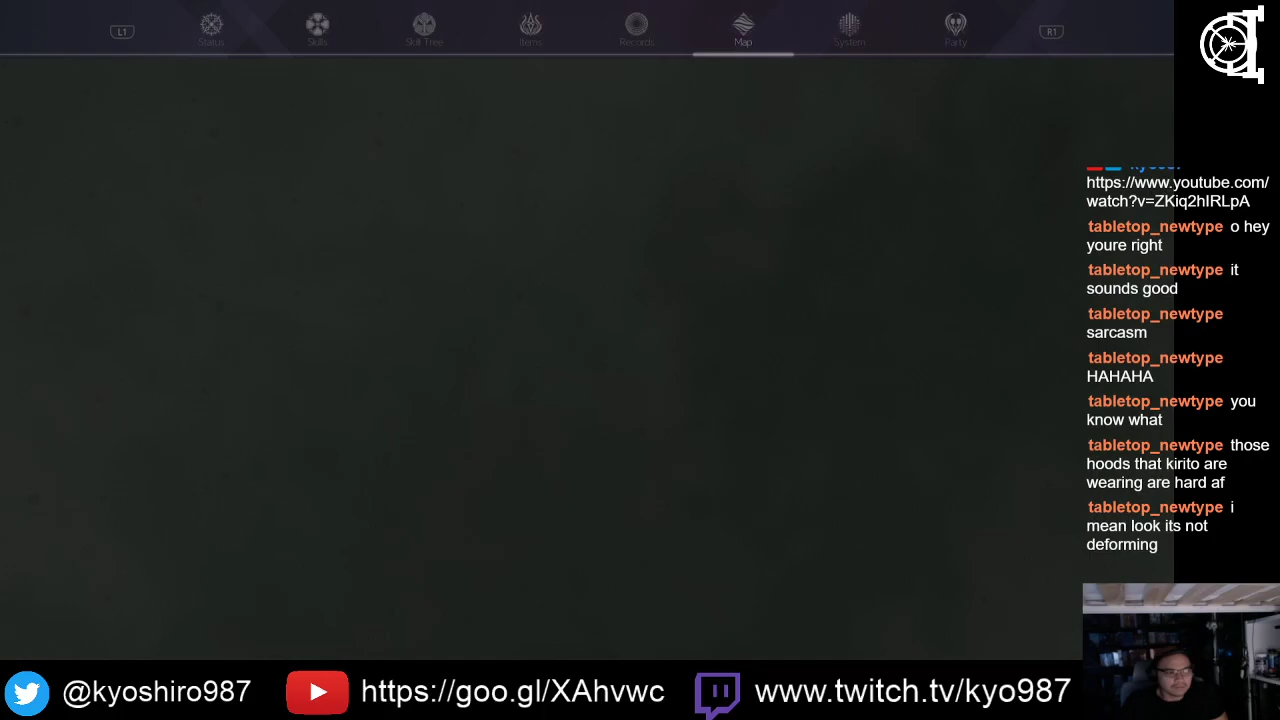 L1 Status Skills Skill Tree Items Records Map System Party R1
https://www.youtube.com/
watch?v=ZKiq2hIRLpA
tabletop_newtype o hey
youre right
tabletop_newtype it
sounds good
tabletop_newtype
sarcasm
tabletop_newtype
HAHAHA
tabletop_newtype you
know what
tabletop_newtype those
hoods that kirito are
wearing are hard af
tabletop_newtype i
mean look its not
deforming
@kyoshiro987 https://goo.gl/XAhvwc www.twitch.tv/kyo987